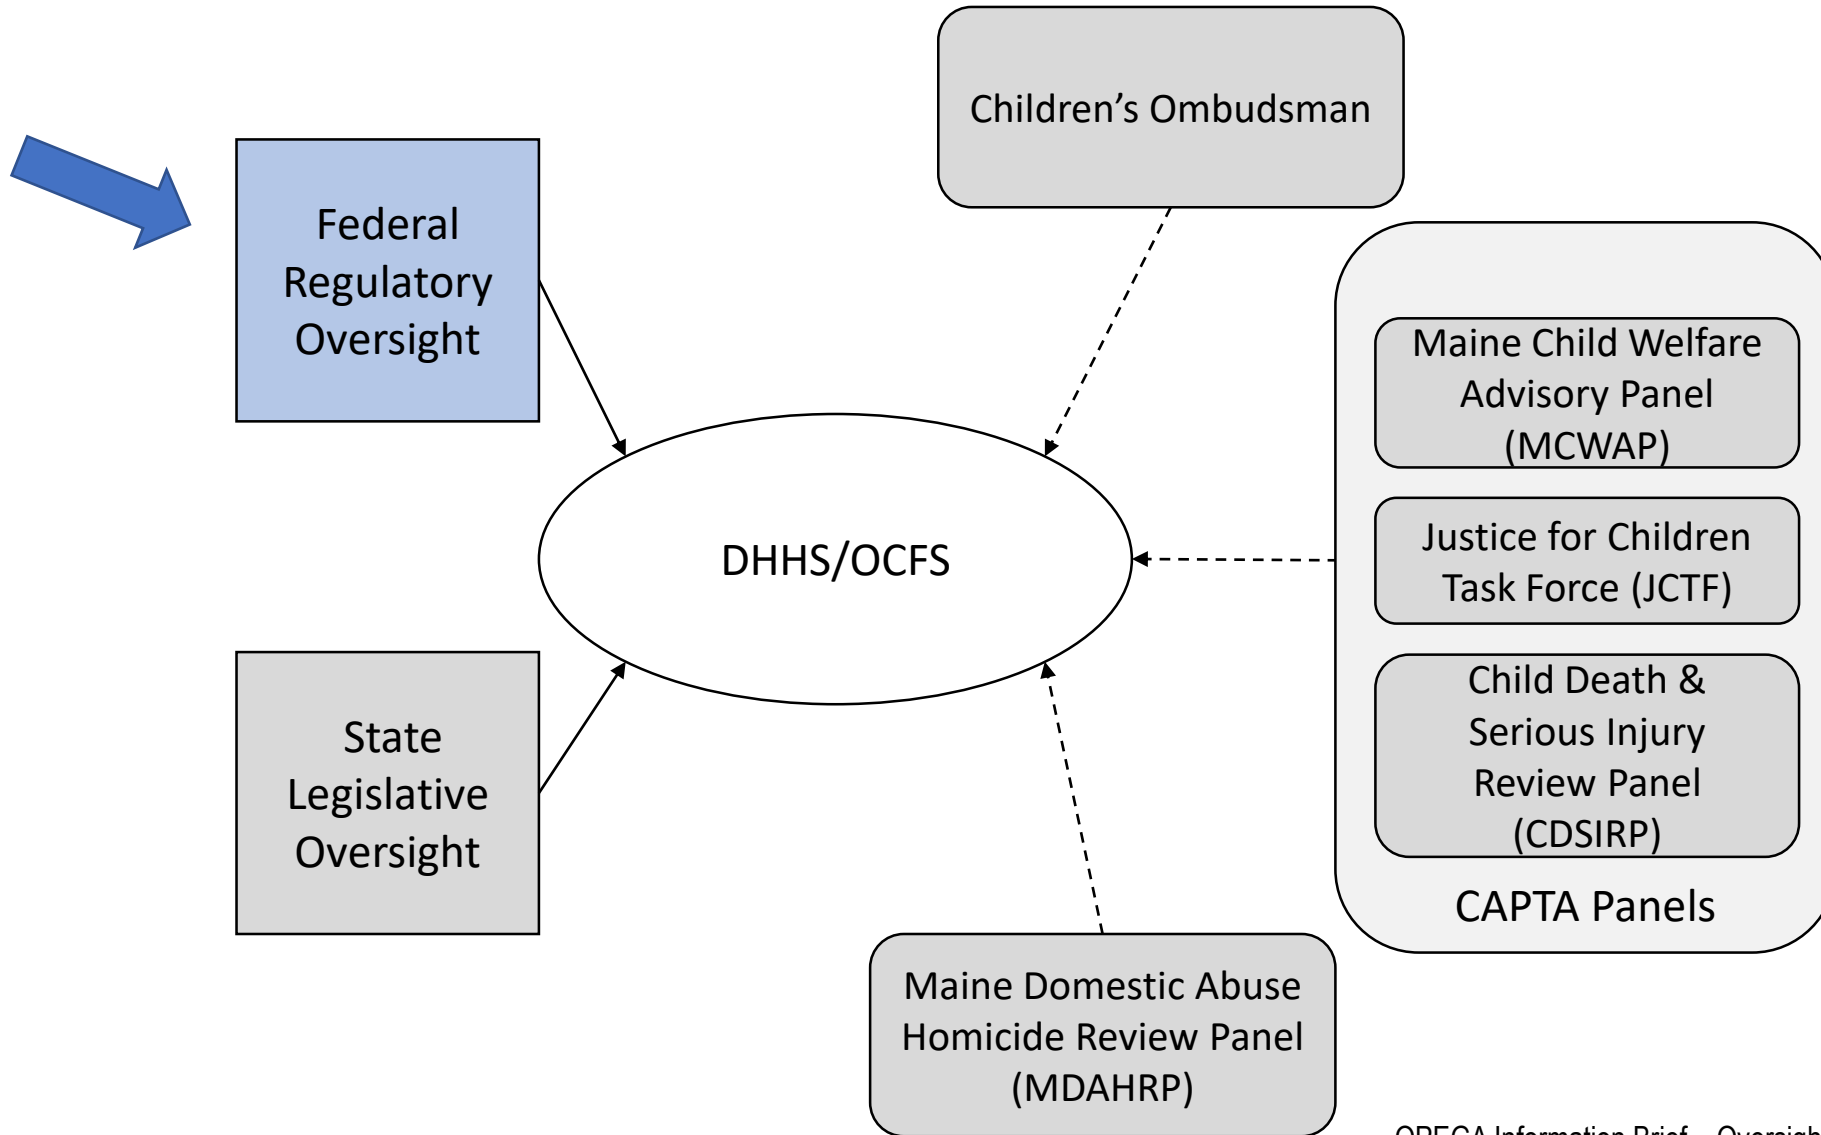 Children’s Ombudsman
Federal
Regulatory
Oversight
Maine Child Welfare
Advisory Panel
(MCWAP)
DHHS/OCFS
Justice for Children
Task Force (JCTF)
State
Legislative
Oversight
Child Death &
Serious Injury
Review Panel
(CDSIRP)
CAPTA Panels
Maine Domestic Abuse
Homicide Review Panel
(MDAHRP)
Information Brief